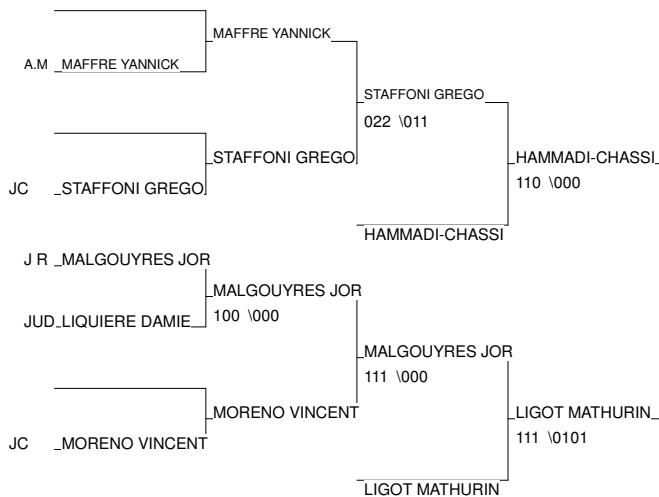 MAFFRE YANNICK
A.M MAFFRE YANNICK
STAFFONI GREGO
022 \011
STAFFONI GREGO
HAMMADI-CHASSI
110 \000
JC STAFFONI GREGO
HAMMADI-CHASSI
J R MALGOUYRES JOR
MALGOUYRES JOR
100 \000
JUD LIQUIERE DAMIE
MALGOUYRES JOR
111 \000
MORENO VINCENT
LIGOT MATHURIN
111 \0101
JC MORENO VINCENT
LIGOT MATHURIN